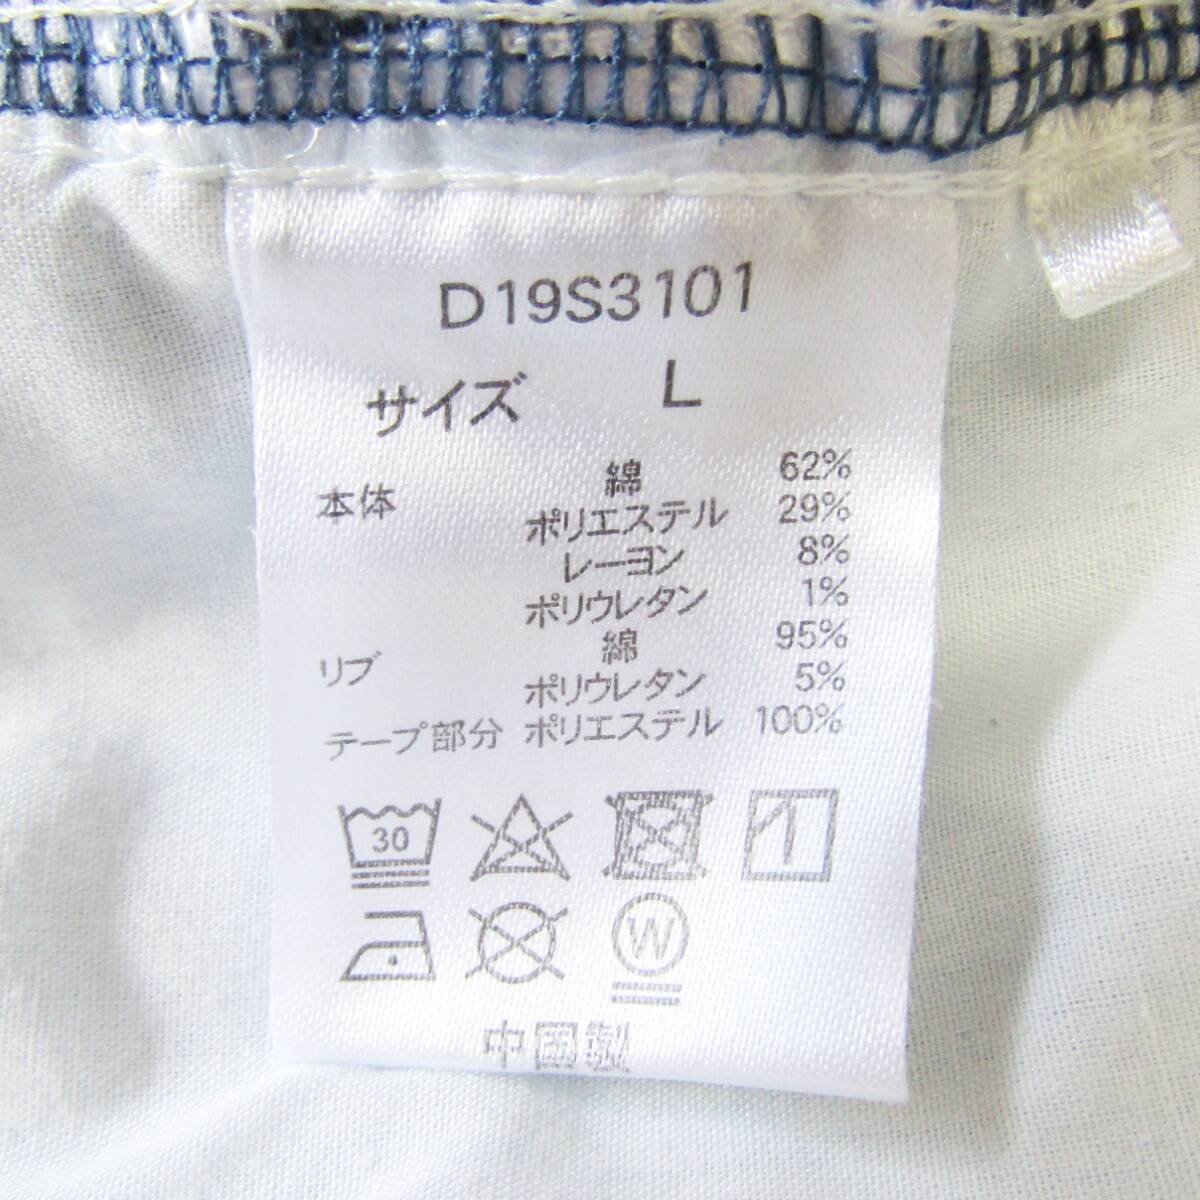 D19S3101
サイズ L
本体 綿 62%
ポリエステル 29%
レーヨン 8%
ポリウレタン 1%
リブ 綿 95%
ポリウレタン 5%
テープ部分 ポリエステル 100%
30
W
中国製